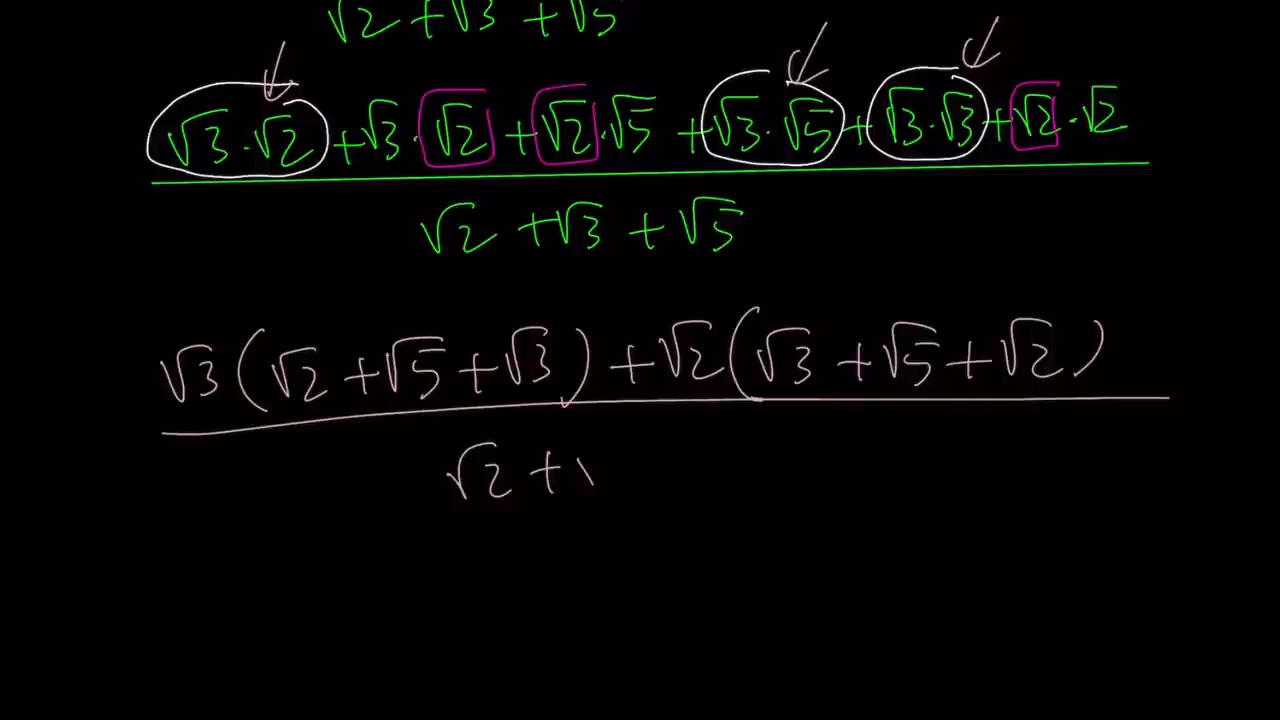 √2 + √3 + √5
√3 · √2 + √3 · √2 + √2 · √5 + √3 · √5 + √3 · √3 + √2 · √2
√2 + √3 + √5
√3 ( √2 + √5 + √3 ) + √2 ( √3 + √5 + √2 )
√2 +